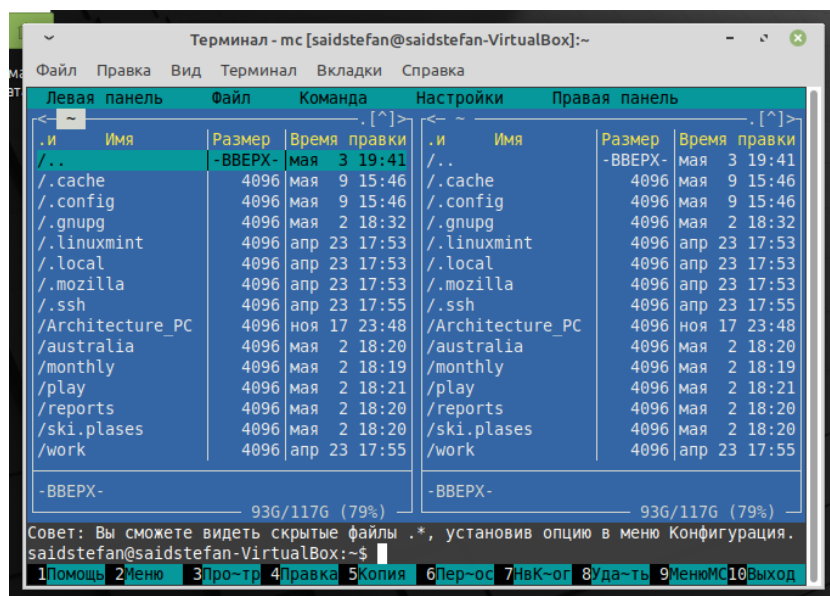 Терминал - mc [saidstefan@saidstefan-VirtualBox]:~
Файл Правка Вид Терминал Вкладки Справка
Левая панель Файл Команда Настройки Правая панель
<- ~ .[^]> <- ~ .[^]>
.и Имя Размер Время правки .и Имя Размер Время правки
/.. -ВВЕРХ- мая 3 19:41 /.. -ВВЕРХ- мая 3 19:41
/.cache 4096 мая 9 15:46 /.cache 4096 мая 9 15:46
/.config 4096 мая 9 15:46 /.config 4096 мая 9 15:46
/.gnupg 4096 мая 2 18:32 /.gnupg 4096 мая 2 18:32
/.linuxmint 4096 апр 23 17:53 /.linuxmint 4096 апр 23 17:53
/.local 4096 апр 23 17:53 /.local 4096 апр 23 17:53
/.mozilla 4096 апр 23 17:53 /.mozilla 4096 апр 23 17:53
/.ssh 4096 апр 23 17:55 /.ssh 4096 апр 23 17:55
/Architecture_PC 4096 ноя 17 23:48 /Architecture_PC 4096 ноя 17 23:48
/australia 4096 мая 2 18:20 /australia 4096 мая 2 18:20
/monthly 4096 мая 2 18:19 /monthly 4096 мая 2 18:19
/play 4096 мая 2 18:21 /play 4096 мая 2 18:21
/reports 4096 мая 2 18:20 /reports 4096 мая 2 18:20
/ski.plases 4096 мая 2 18:20 /ski.plases 4096 мая 2 18:20
/work 4096 апр 23 17:55 /work 4096 апр 23 17:55
-ВВЕРХ- -ВВЕРХ-
93G/117G (79%) 93G/117G (79%)
Совет: Вы сможете видеть скрытые файлы .*, установив опцию в меню Конфигурация.
saidstefan@saidstefan-VirtualBox:~$
1Помощь 2Меню 3Про~тр 4Правка 5Копия 6Пер~ос 7НвК~ог 8Уда~ть 9МенюMC 10Выход